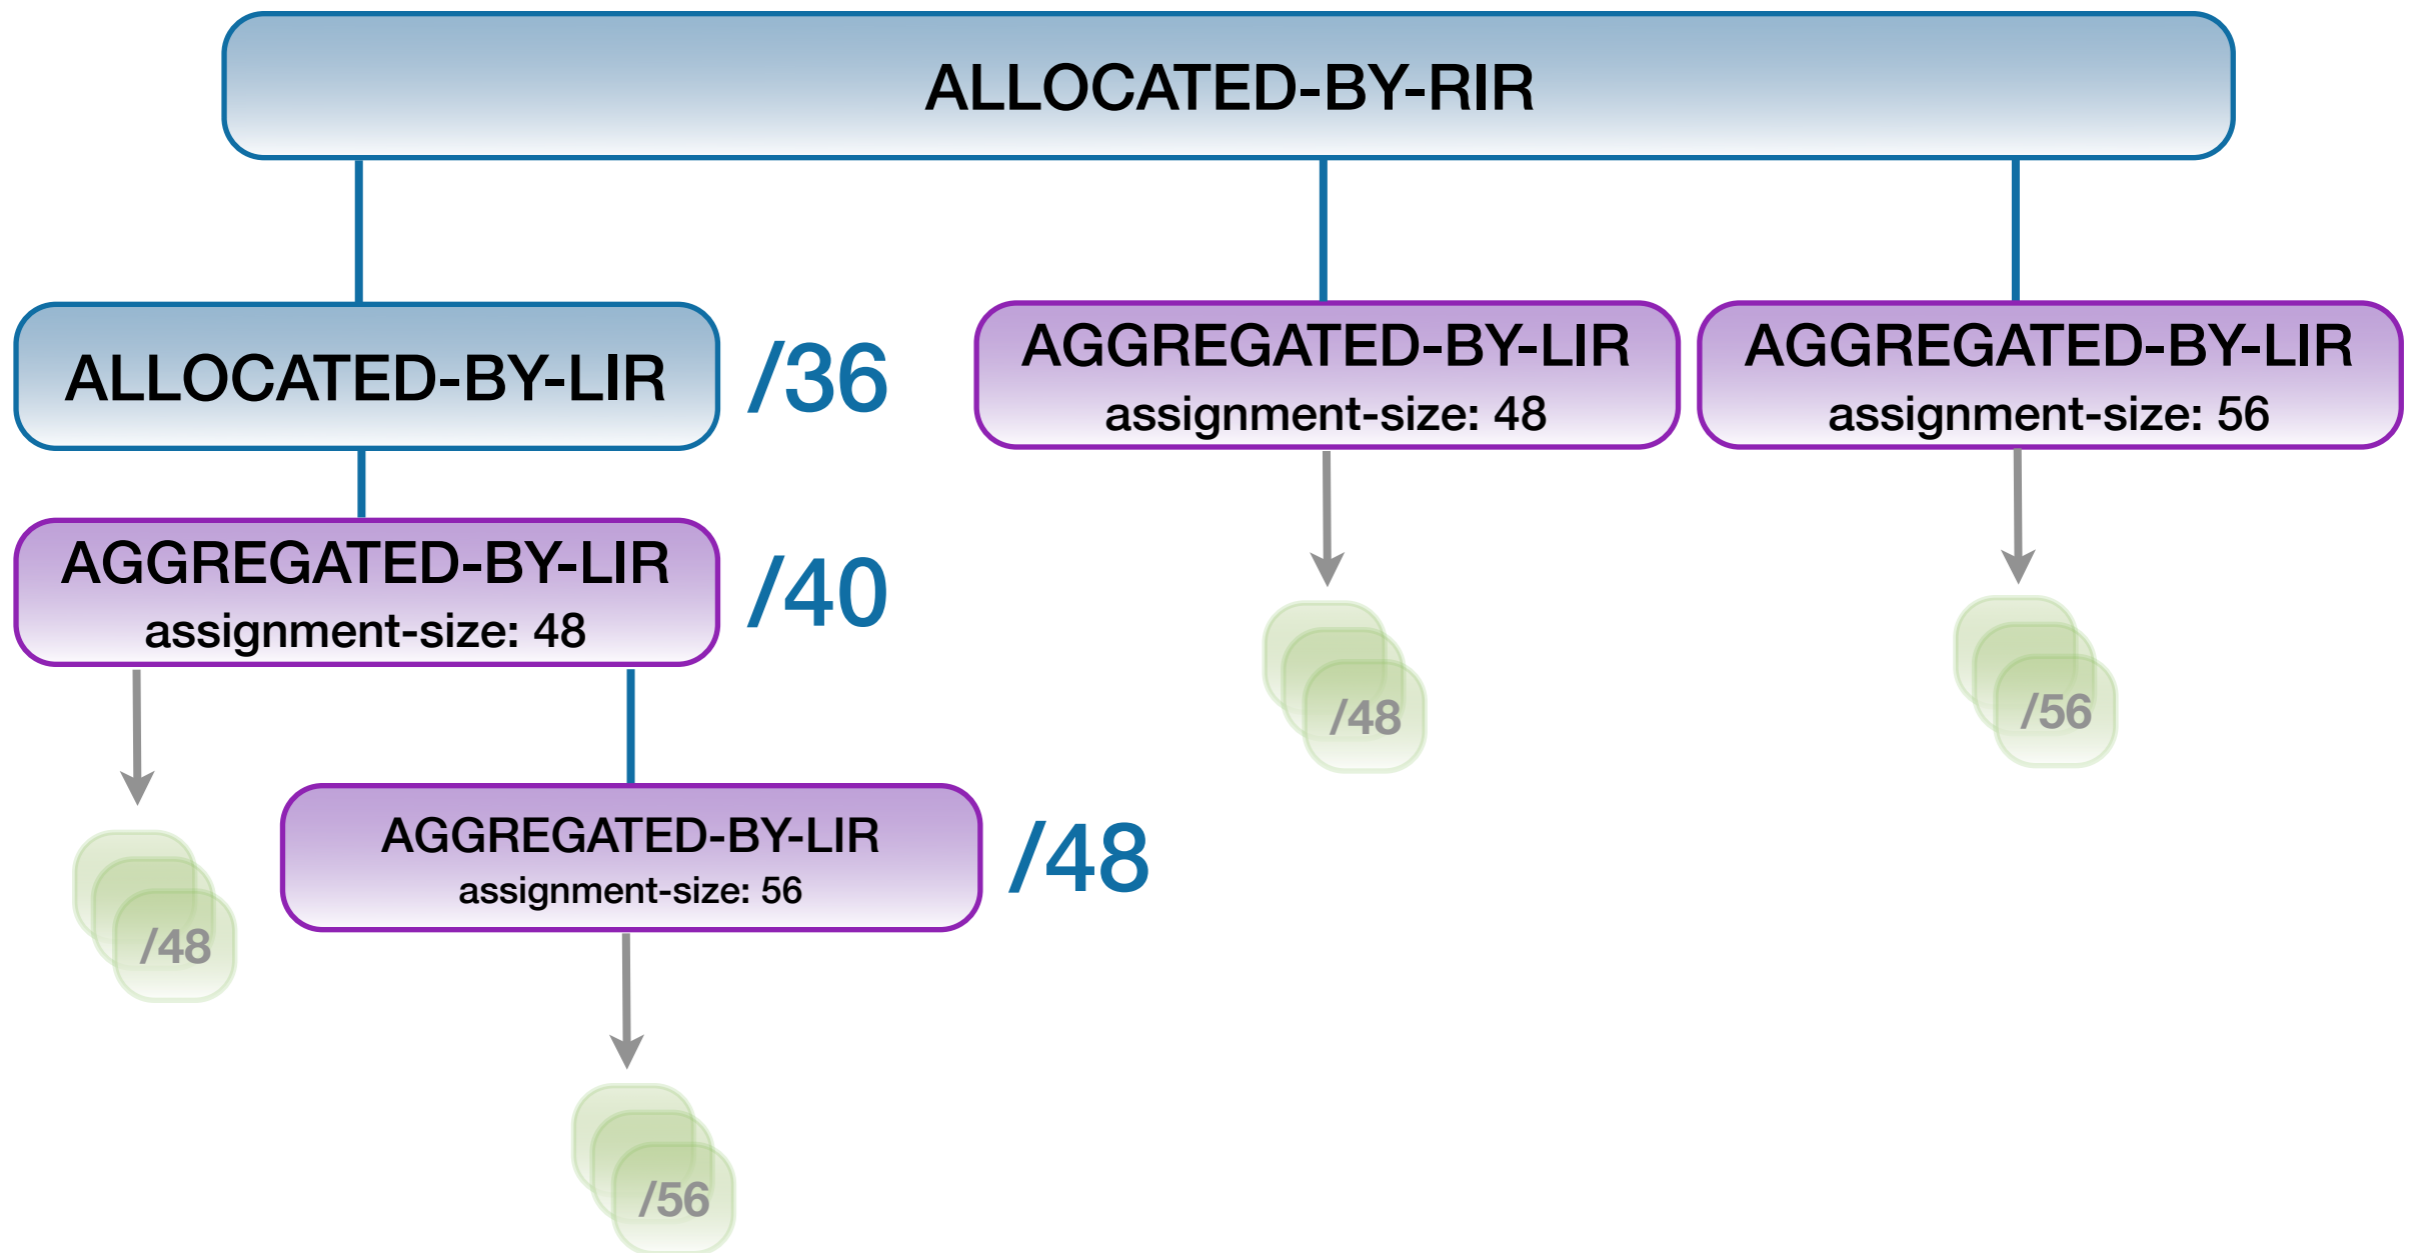 ALLOCATED-BY-RIR
ALLOCATED-BY-LIR
/36
AGGREGATED-BY-LIR
assignment-size: 48
AGGREGATED-BY-LIR
assignment-size: 56
AGGREGATED-BY-LIR
assignment-size: 48
/40
/48
/56
AGGREGATED-BY-LIR
assignment-size: 56
/48
/48
/56